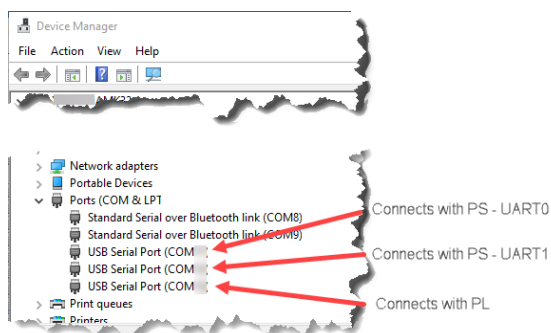 Device Manager
File Action View Help
Network adapters
Portable Devices
Ports (COM & LPT
Standard Serial over Bluetooth link (COM8)
Standard Serial over Bluetooth link (COM9)
USB Serial Port (COM
USB Serial Port (COM
USB Serial Port (COM
Print queues
Printers
Connects with PS - UART0
Connects with PS - UART1
Connects with PL